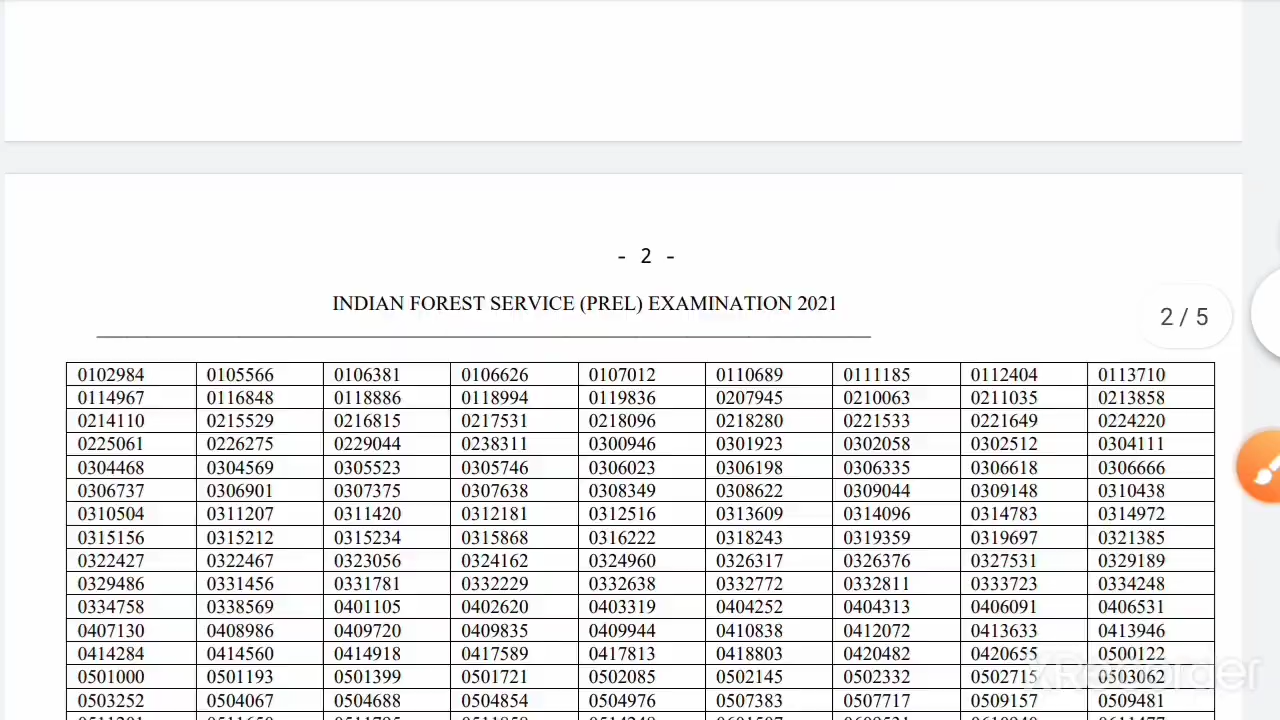 - 2 -
INDIAN FOREST SERVICE (PREL) EXAMINATION 2021
2 / 5
0102984 0105566 0106381 0106626 0107012 0110689 0111185 0112404 0113710
0114967 0116848 0118886 0118994 0119836 0207945 0210063 0211035 0213858
0214110 0215529 0216815 0217531 0218096 0218280 0221533 0221649 0224220
0225061 0226275 0229044 0238311 0300946 0301923 0302058 0302512 0304111
0304468 0304569 0305523 0305746 0306023 0306198 0306335 0306618 0306666
0306737 0306901 0307375 0307638 0308349 0308622 0309044 0309148 0310438
0310504 0311207 0311420 0312181 0312516 0313609 0314096 0314783 0314972
0315156 0315212 0315234 0315868 0316222 0318243 0319359 0319697 0321385
0322427 0322467 0323056 0324162 0324960 0326317 0326376 0327531 0329189
0329486 0331456 0331781 0332229 0332638 0332772 0332811 0333723 0334248
0334758 0338569 0401105 0402620 0403319 0404252 0404313 0406091 0406531
0407130 0408986 0409720 0409835 0409944 0410838 0412072 0413633 0413946
0414284 0414560 0414918 0417589 0417813 0418803 0420482 0420655 0500122
0501000 0501193 0501399 0501721 0502085 0502145 0502332 0502715 0503062
0503252 0504067 0504688 0504854 0504976 0507383 0507717 0509157 0509481
XRecorder